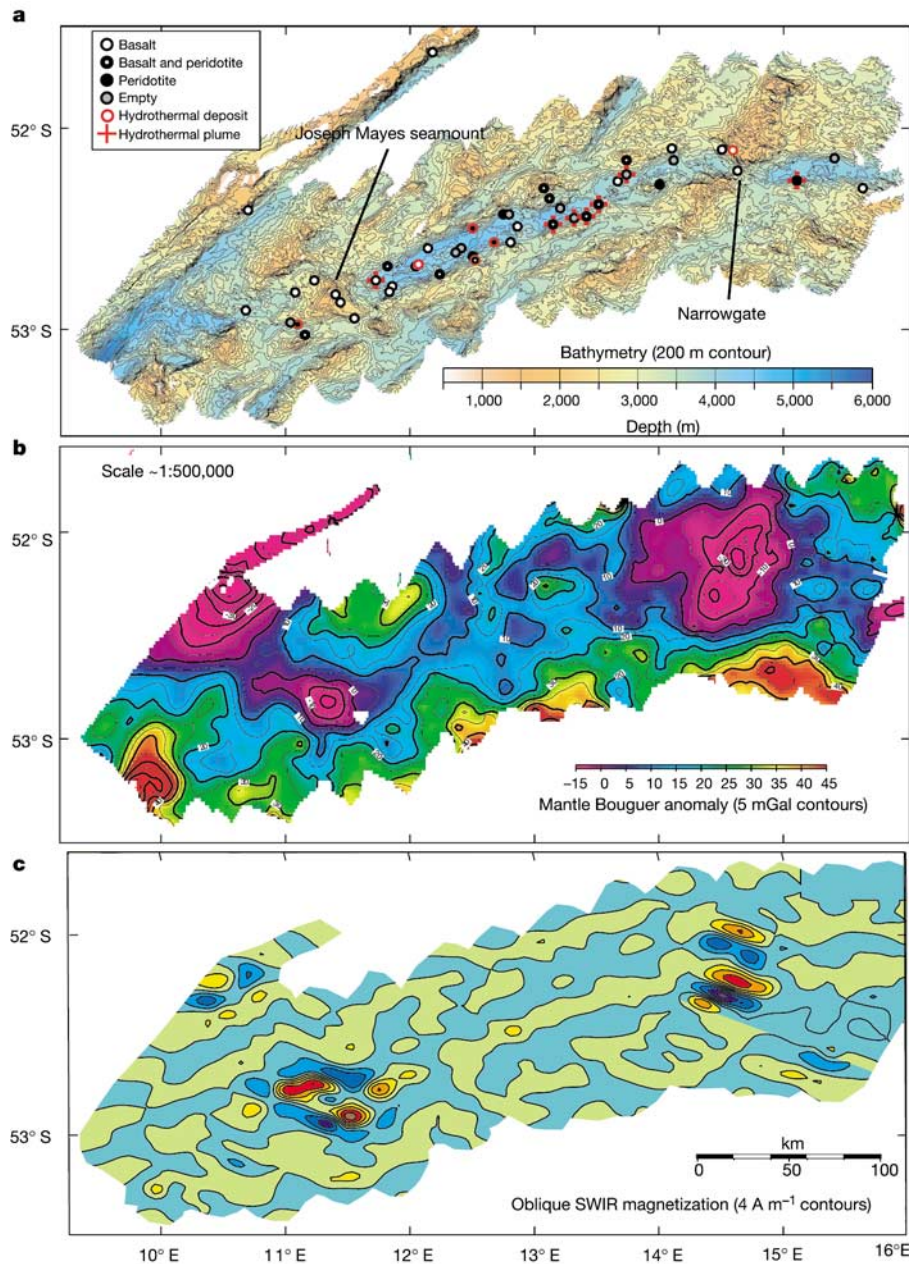 a
Basalt
Basalt and peridotite
Peridotite
Empty
Hydrothermal deposit
Hydrothermal plume
Joseph Mayes seamount
52° S
53° S
Narrowgate
Bathymetry (200 m contour)
1,000 2,000 3,000 4,000 5,000 6,000
Depth (m)
b
Scale ~1:500,000
52° S
53° S
−15 0 5 10 15 20 25 30 35 40 45
Mantle Bouguer anomaly (5 mGal contours)
c
52° S
53° S
km
0 50 100
Oblique SWIR magnetization (4 A m⁻¹ contours)
10° E 11° E 12° E 13° E 14° E 15° E 16° E